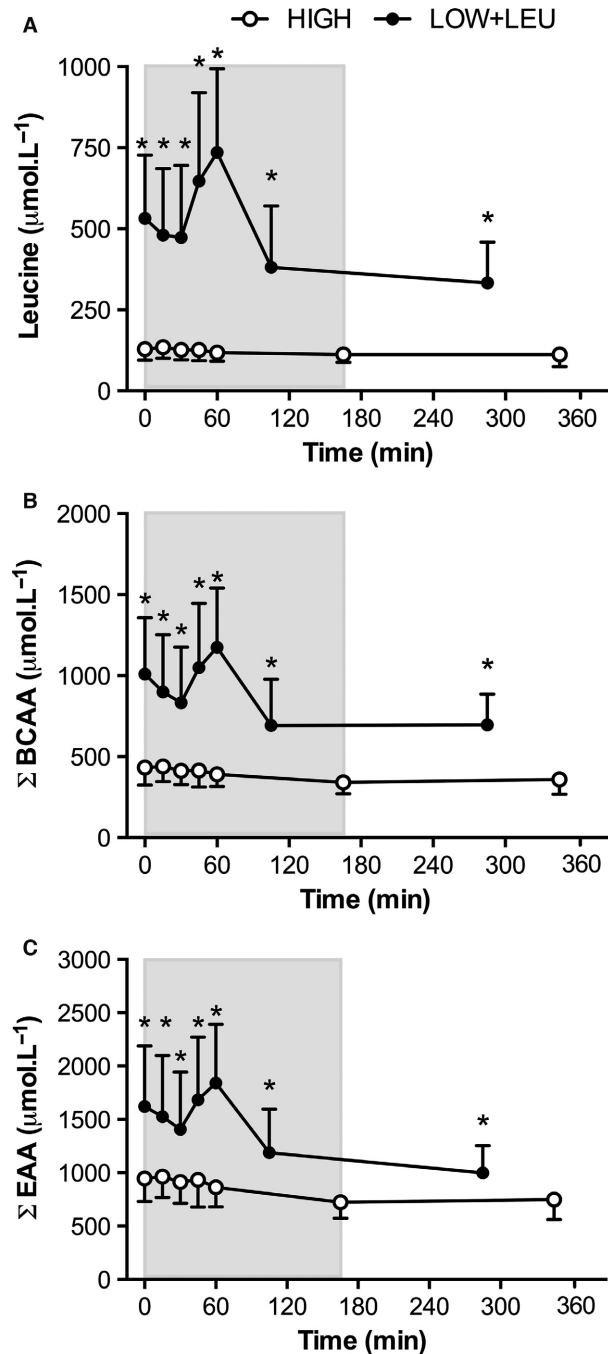 HIGH LOW+LEU
A
1000
750
500
250
0
Leucine (μmol.L⁻¹)
* * * * * * *
0 60 120 180 240 300 360
Time (min)
B
2000
1500
1000
500
0
Σ BCAA (μmol.L⁻¹)
* * * * * * *
0 60 120 180 240 300 360
Time (min)
C
3000
2500
2000
1500
1000
500
0
Σ EAA (μmol.L⁻¹)
* * * * * * *
0 60 120 180 240 300 360
Time (min)